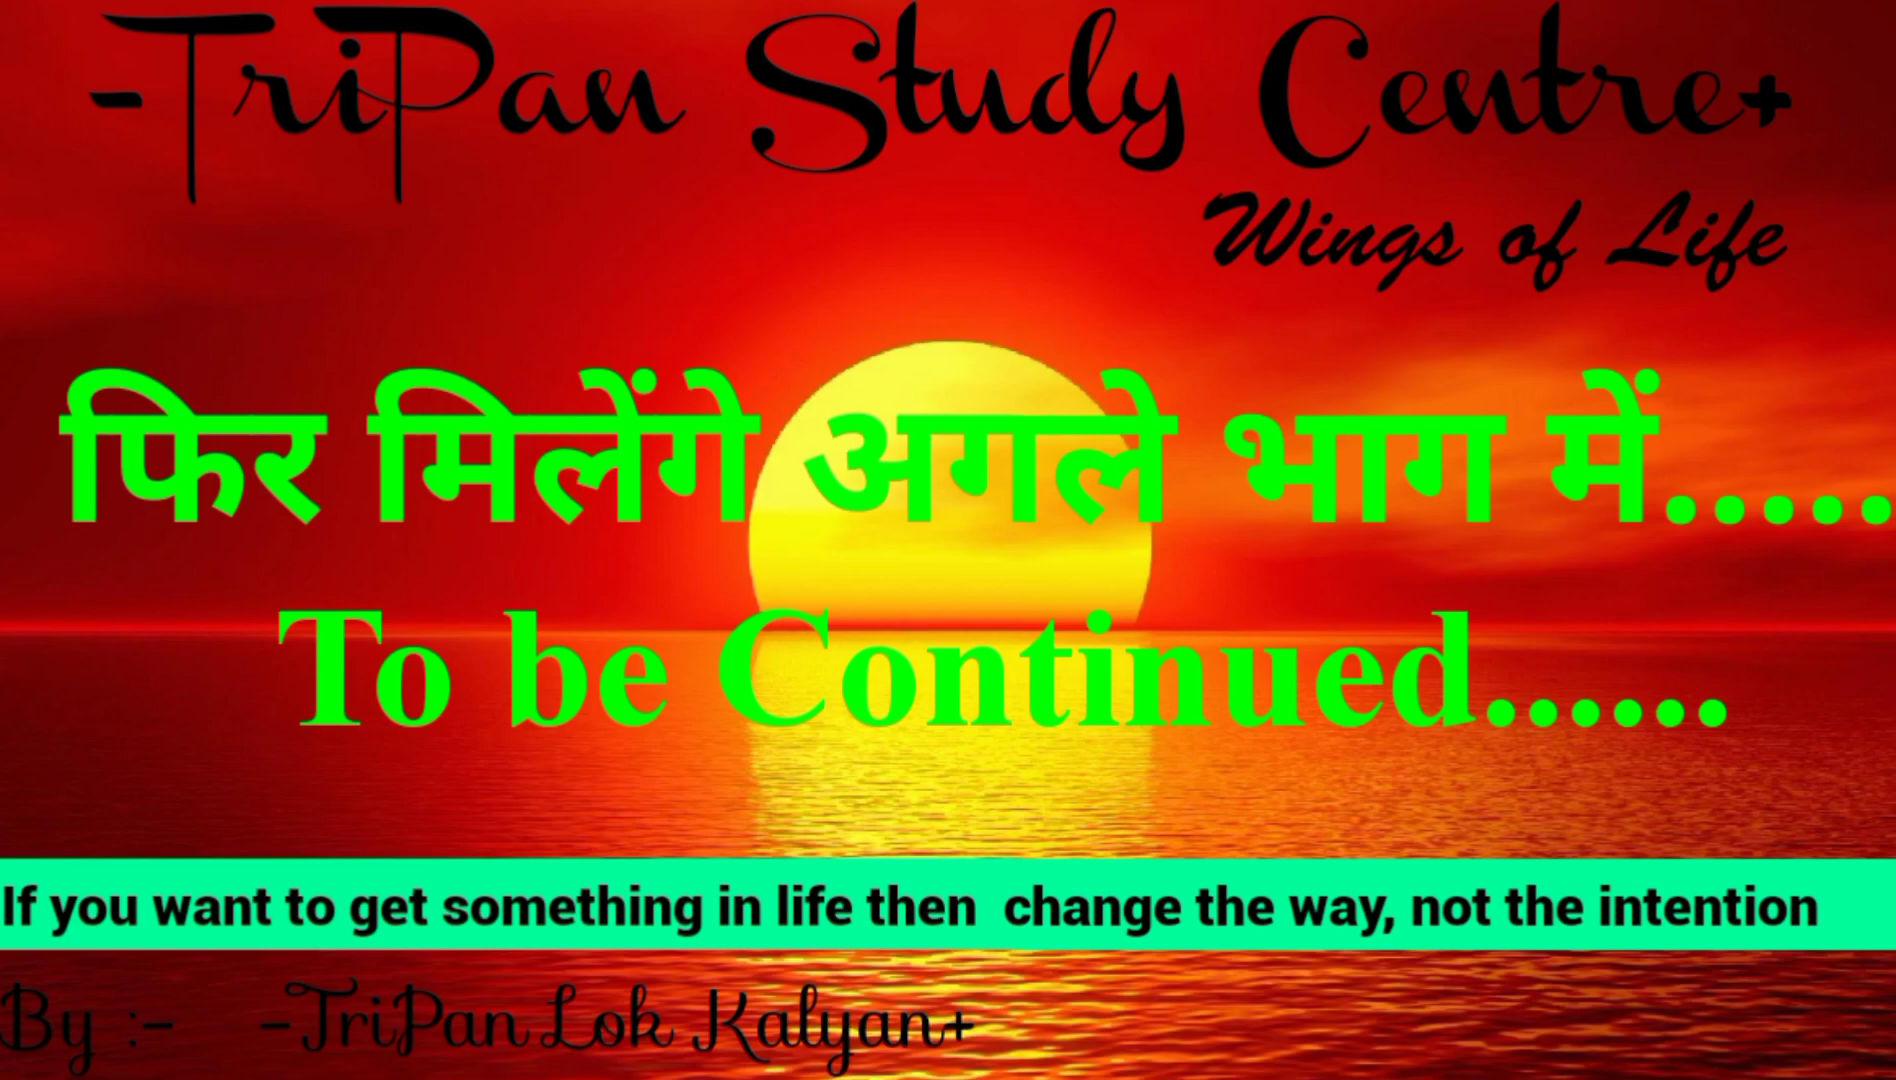 -TriPan Study Centre+
Wings of Life
फिर मिलेंगे अगले भाग में.....
To be Continued......
If you want to get something in life then  change the way, not the intention
By :-    -TriPan Lok Kalyan+